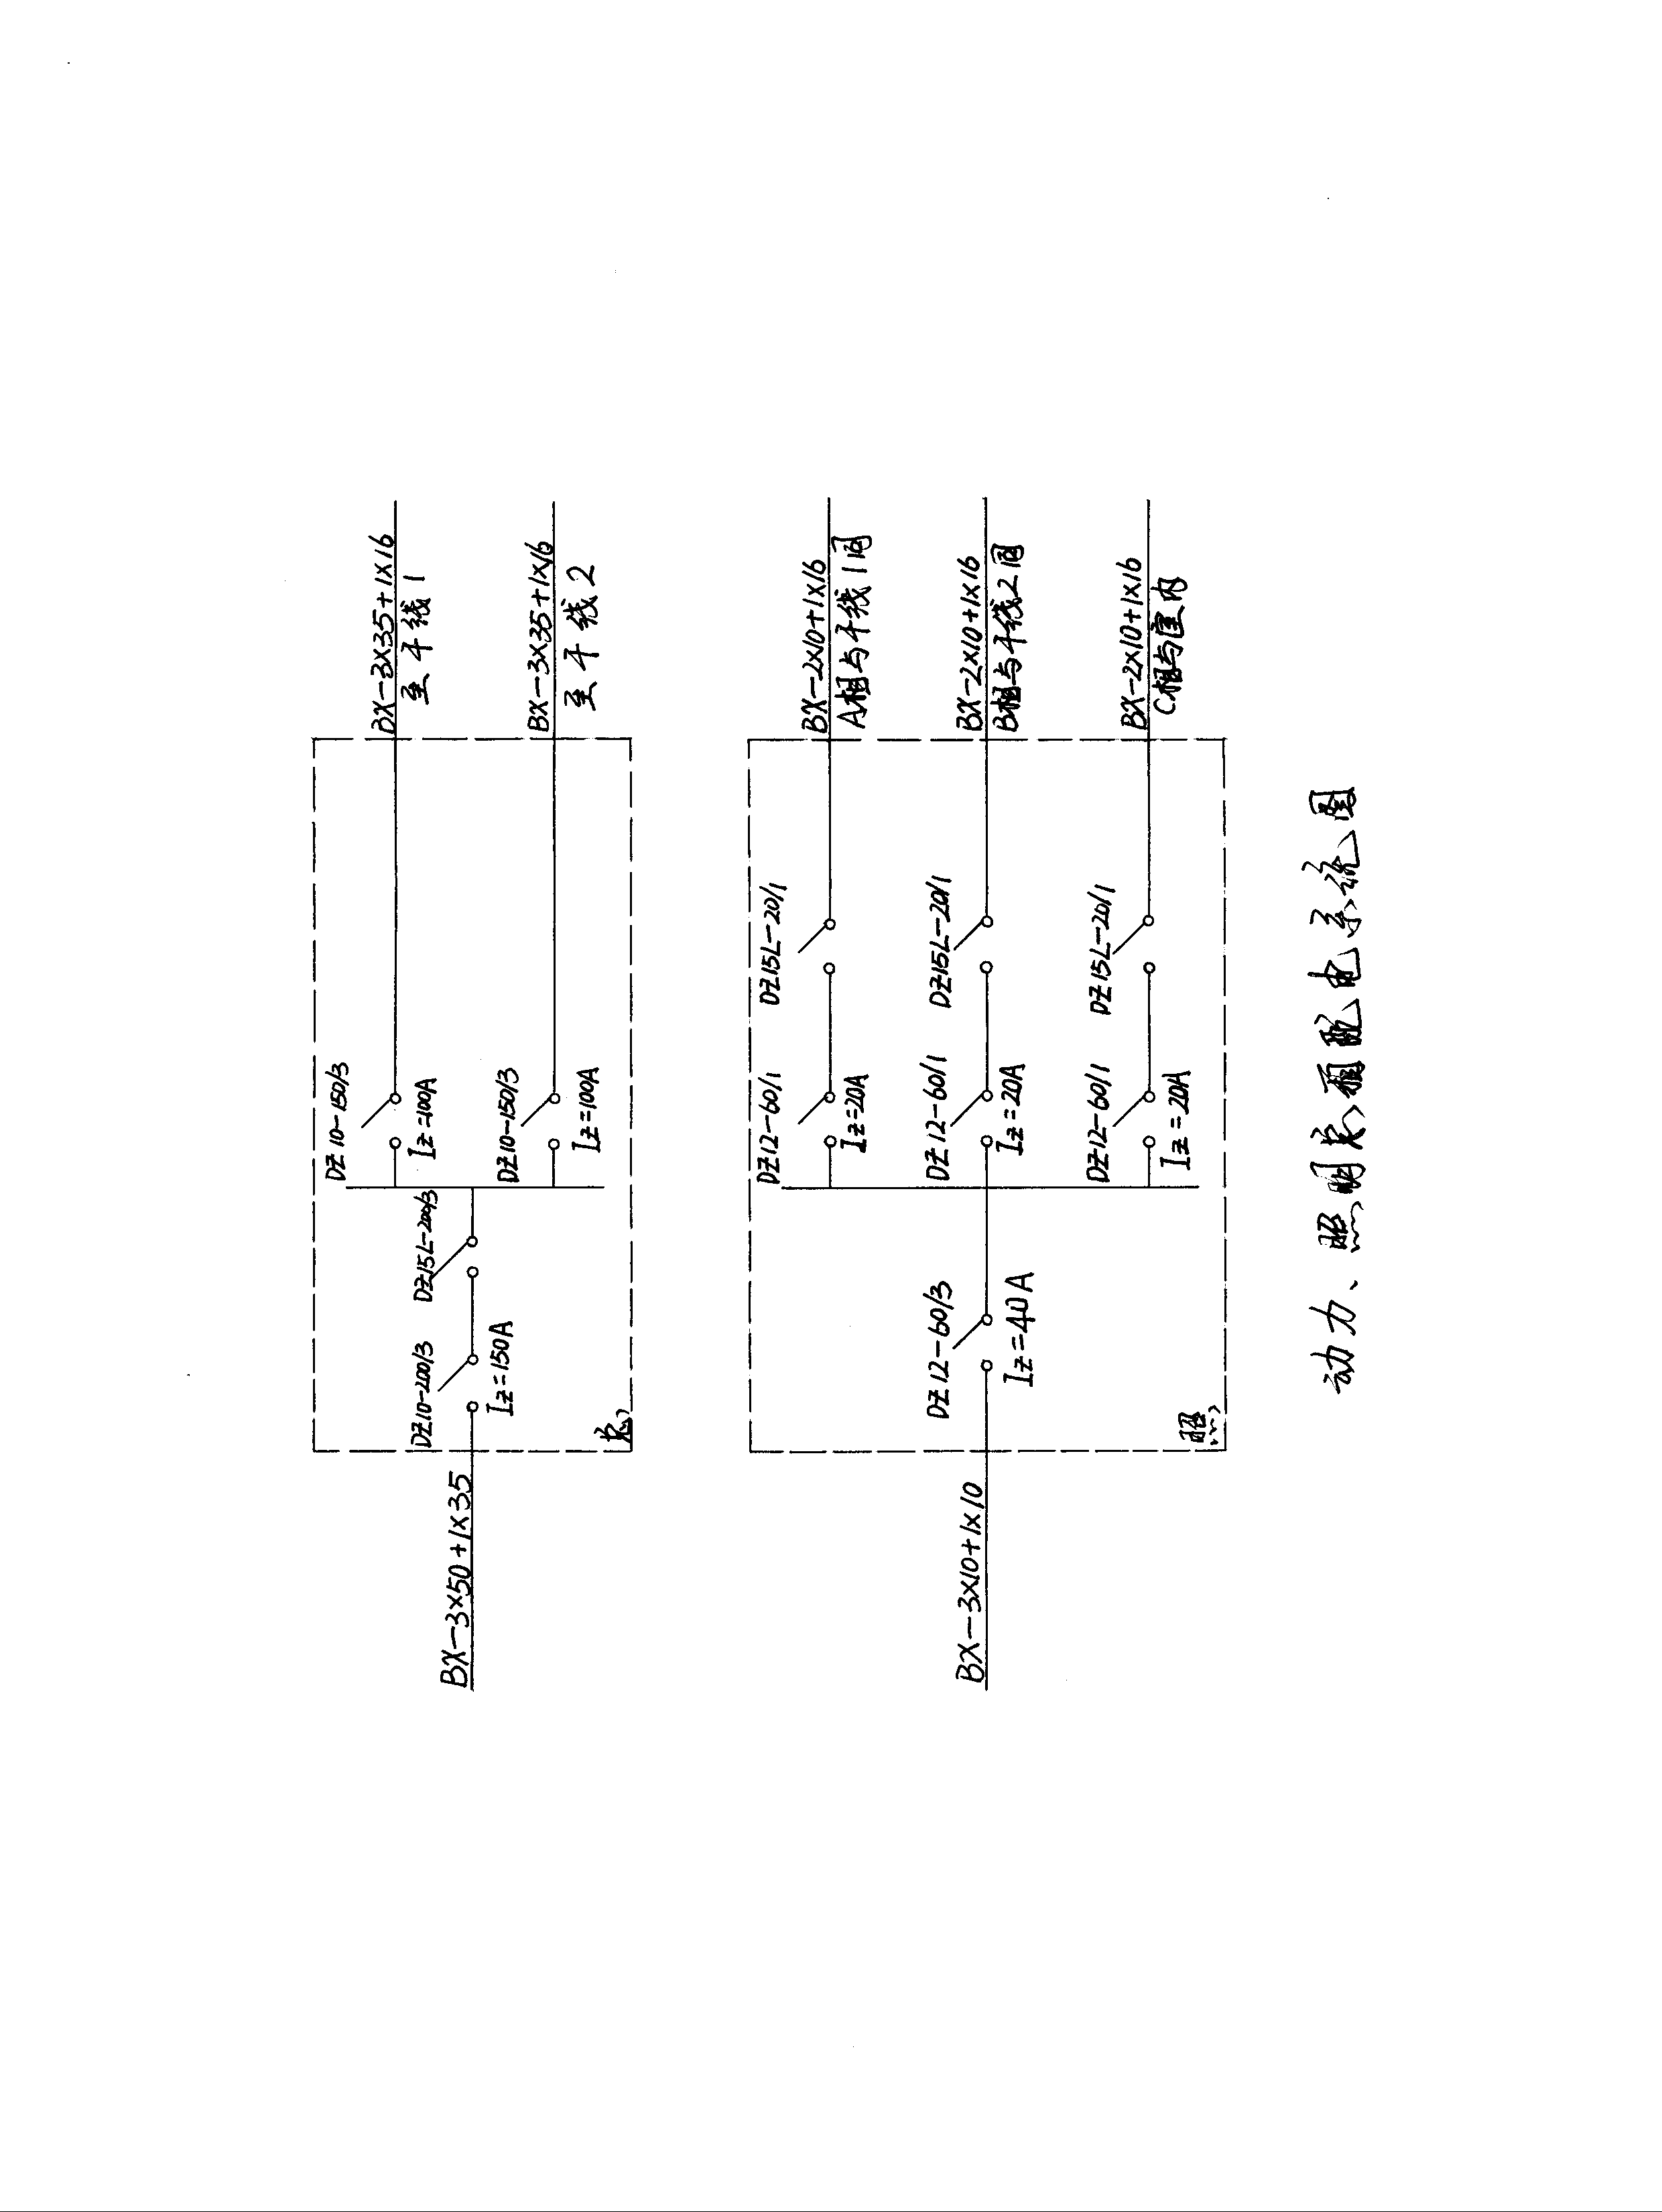 BX-3×50+1×35
DZ10-200/3
Iz=150A
DZ15L-200/3
DZ10-150/3
Iz=100A
BX-3×35+1×16
至干线1
DZ10-150/3
Iz=100A
BX-3×35+1×16
至干线2
总
BX-3×10+1×10
DZ12-60/3
Iz=40A
DZ12-60/1
Iz=20A
DZ15L-20/1
BX-2×10+1×16
A相与干线1同
DZ12-60/1
Iz=20A
DZ15L-20/1
BX-2×10+1×16
B相与干线2同
DZ12-60/1
Iz=20A
DZ15L-20/1
BX-2×10+1×16
C相与室内
照
动力、照明总箱配电系统图